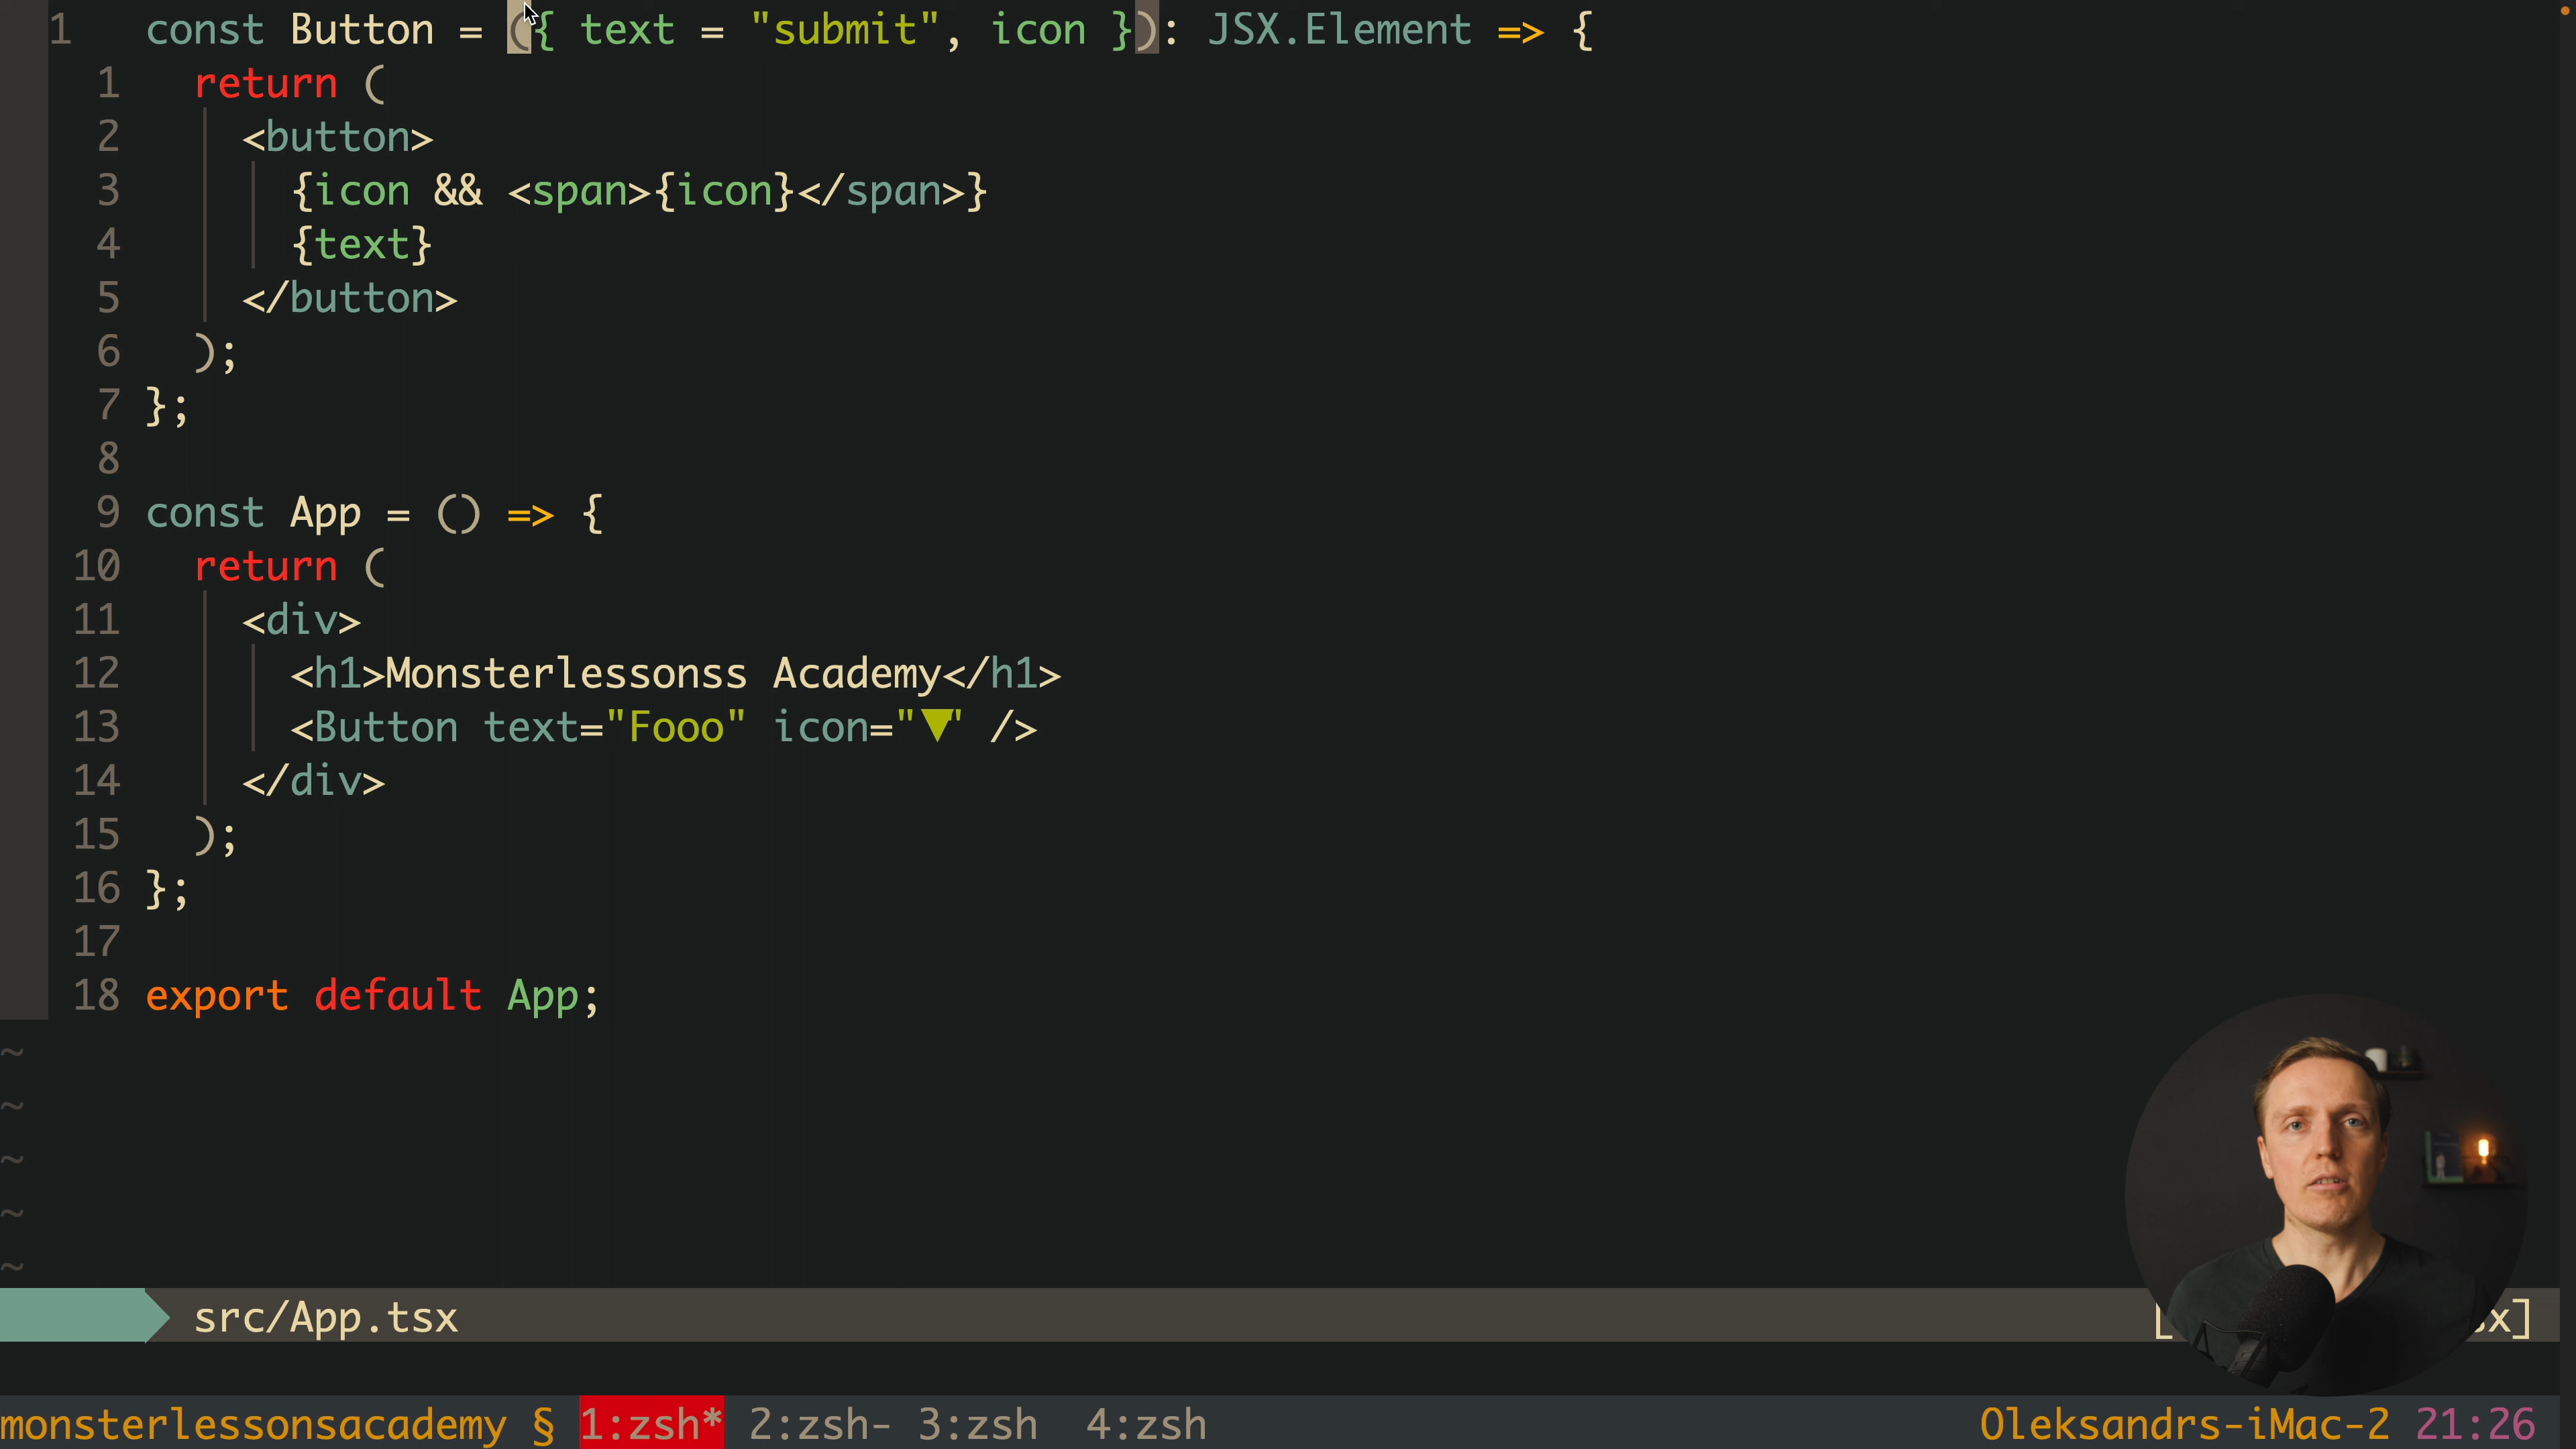 1 const Button = ({ text = "submit", icon }): JSX.Element => {
1 return (
2 <button>
3 {icon && <span>{icon}</span>}
4 {text}
5 </button>
6 );
7 };
8
9 const App = () => {
10 return (
11 <div>
12 <h1>Monsterlessonss Academy</h1>
13 <Button text="Fooo" icon="▼" />
14 </div>
15 );
16 };
17
18 export default App;
~
~
~
~
~
src/App.tsx [ x]
monsterlessonsacademy § 1:zsh* 2:zsh- 3:zsh 4:zsh Oleksandrs-iMac-2 21:26